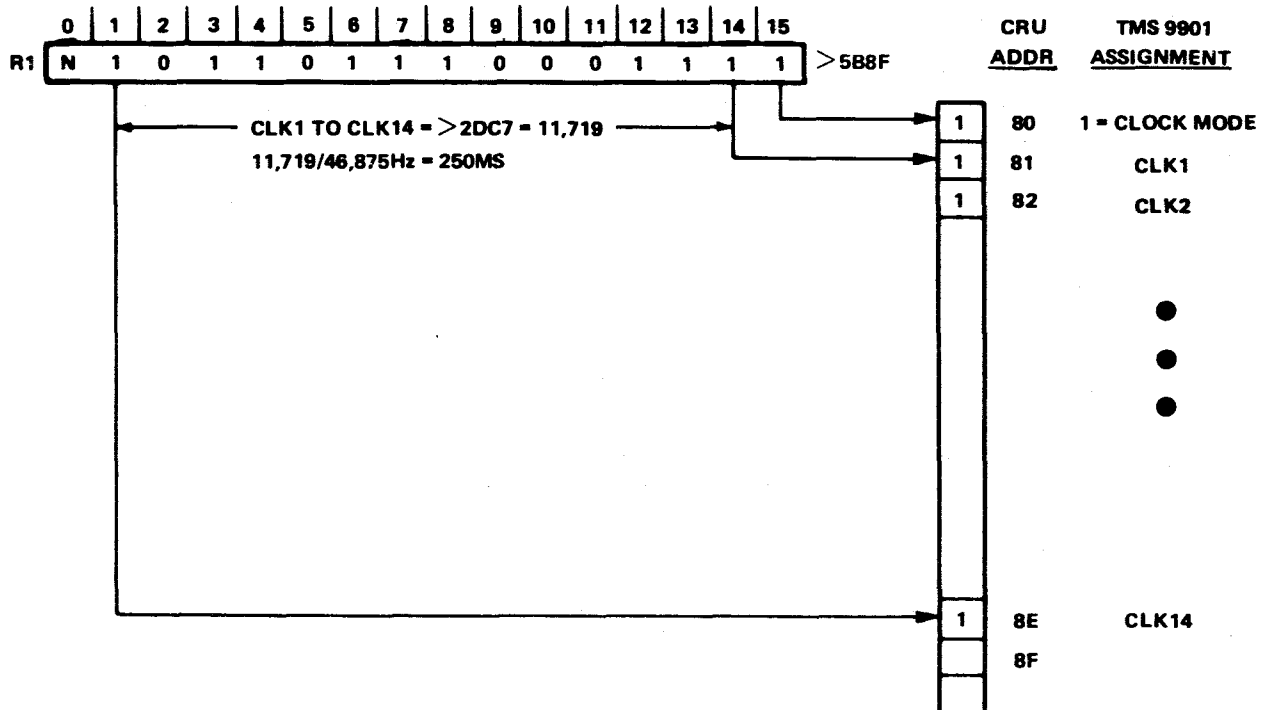 0 1 2 3 4 5 6 7 8 9 10 11 12 13 14 15
R1 N 1 0 1 1 0 1 1 1 0 0 0 1 1 1 1 >5B8F
CLK1 TO CLK14 = >2DC7 = 11,719
11,719/46,875Hz = 250MS
CRU ADDR TMS 9901 ASSIGNMENT
1 80 1 = CLOCK MODE
1 81 CLK1
1 82 CLK2
1 8E CLK14
8F